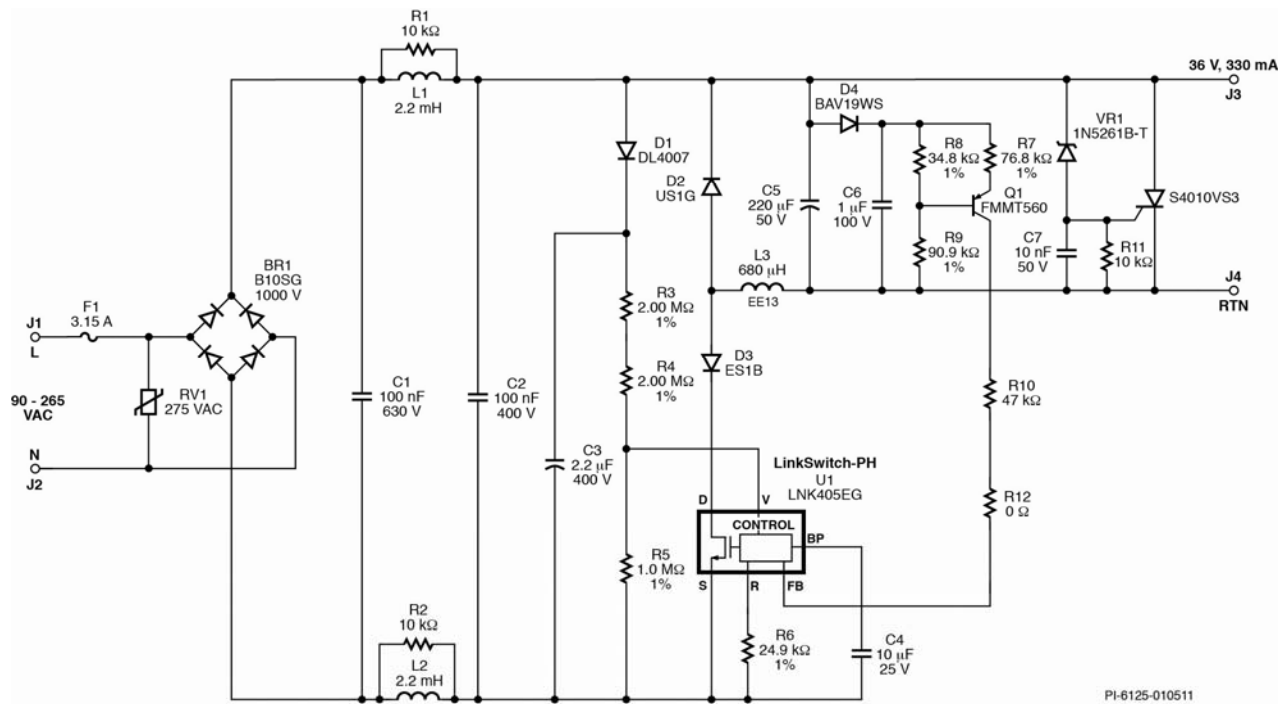 R1
10 kΩ
L1
2.2 mH
36 V, 330 mA
J3
D4
BAV19WS
VR1
1N5261B-T
D1
DL4007
R8
34.8 kΩ
1%
R7
76.8 kΩ
1%
D2
US1G
C5
220 µF
50 V
C6
1 µF
100 V
Q1
FMMT560
S4010VS3
R9
90.9 kΩ
1%
C7
10 nF
50 V
R11
10 kΩ
L3
680 µH
EE13
J4
RTN
BR1
B10SG
1000 V
F1
3.15 A
J1
L
R3
2.00 MΩ
1%
D3
ES1B
R4
2.00 MΩ
1%
90 - 265
VAC
RV1
275 VAC
C1
100 nF
630 V
C2
100 nF
400 V
R10
47 kΩ
N
J2
C3
2.2 µF
400 V
LinkSwitch-PH
U1
LNK405EG
R12
0 Ω
D
V
CONTROL
BP
S
R
FB
R5
1.0 MΩ
1%
R2
10 kΩ
L2
2.2 mH
R6
24.9 kΩ
1%
C4
10 µF
25 V
PI-6125-010511